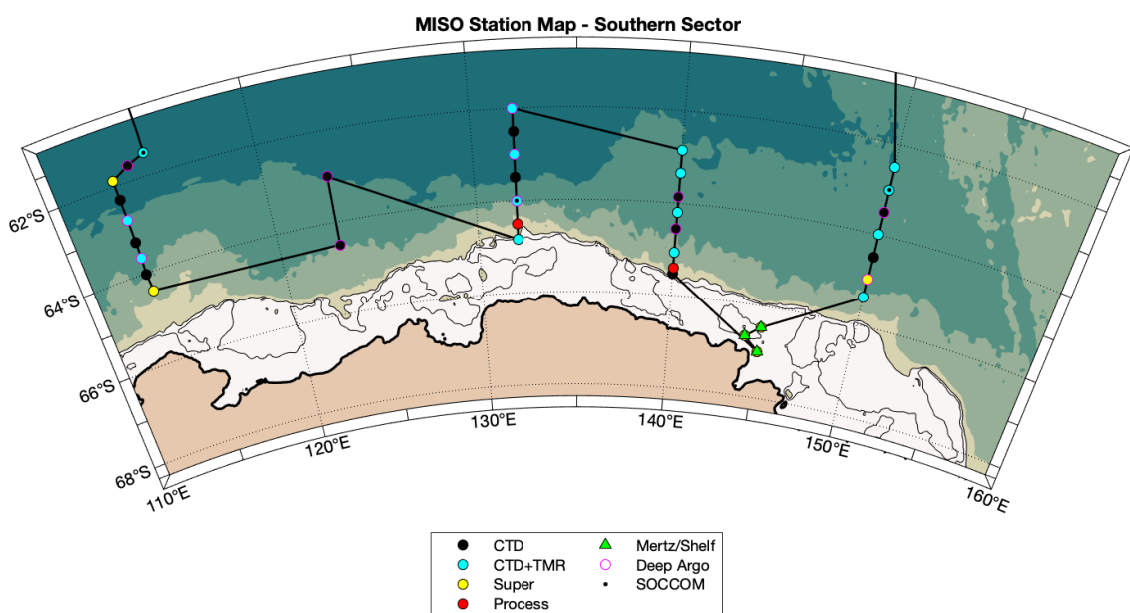 MISO Station Map - Southern Sector
62°S
64°S
66°S
68°S
110°E
120°E
130°E
140°E
150°E
160°E
CTD
CTD+TMR
Super
Process
Mertz/Shelf
Deep Argo
SOCCOM